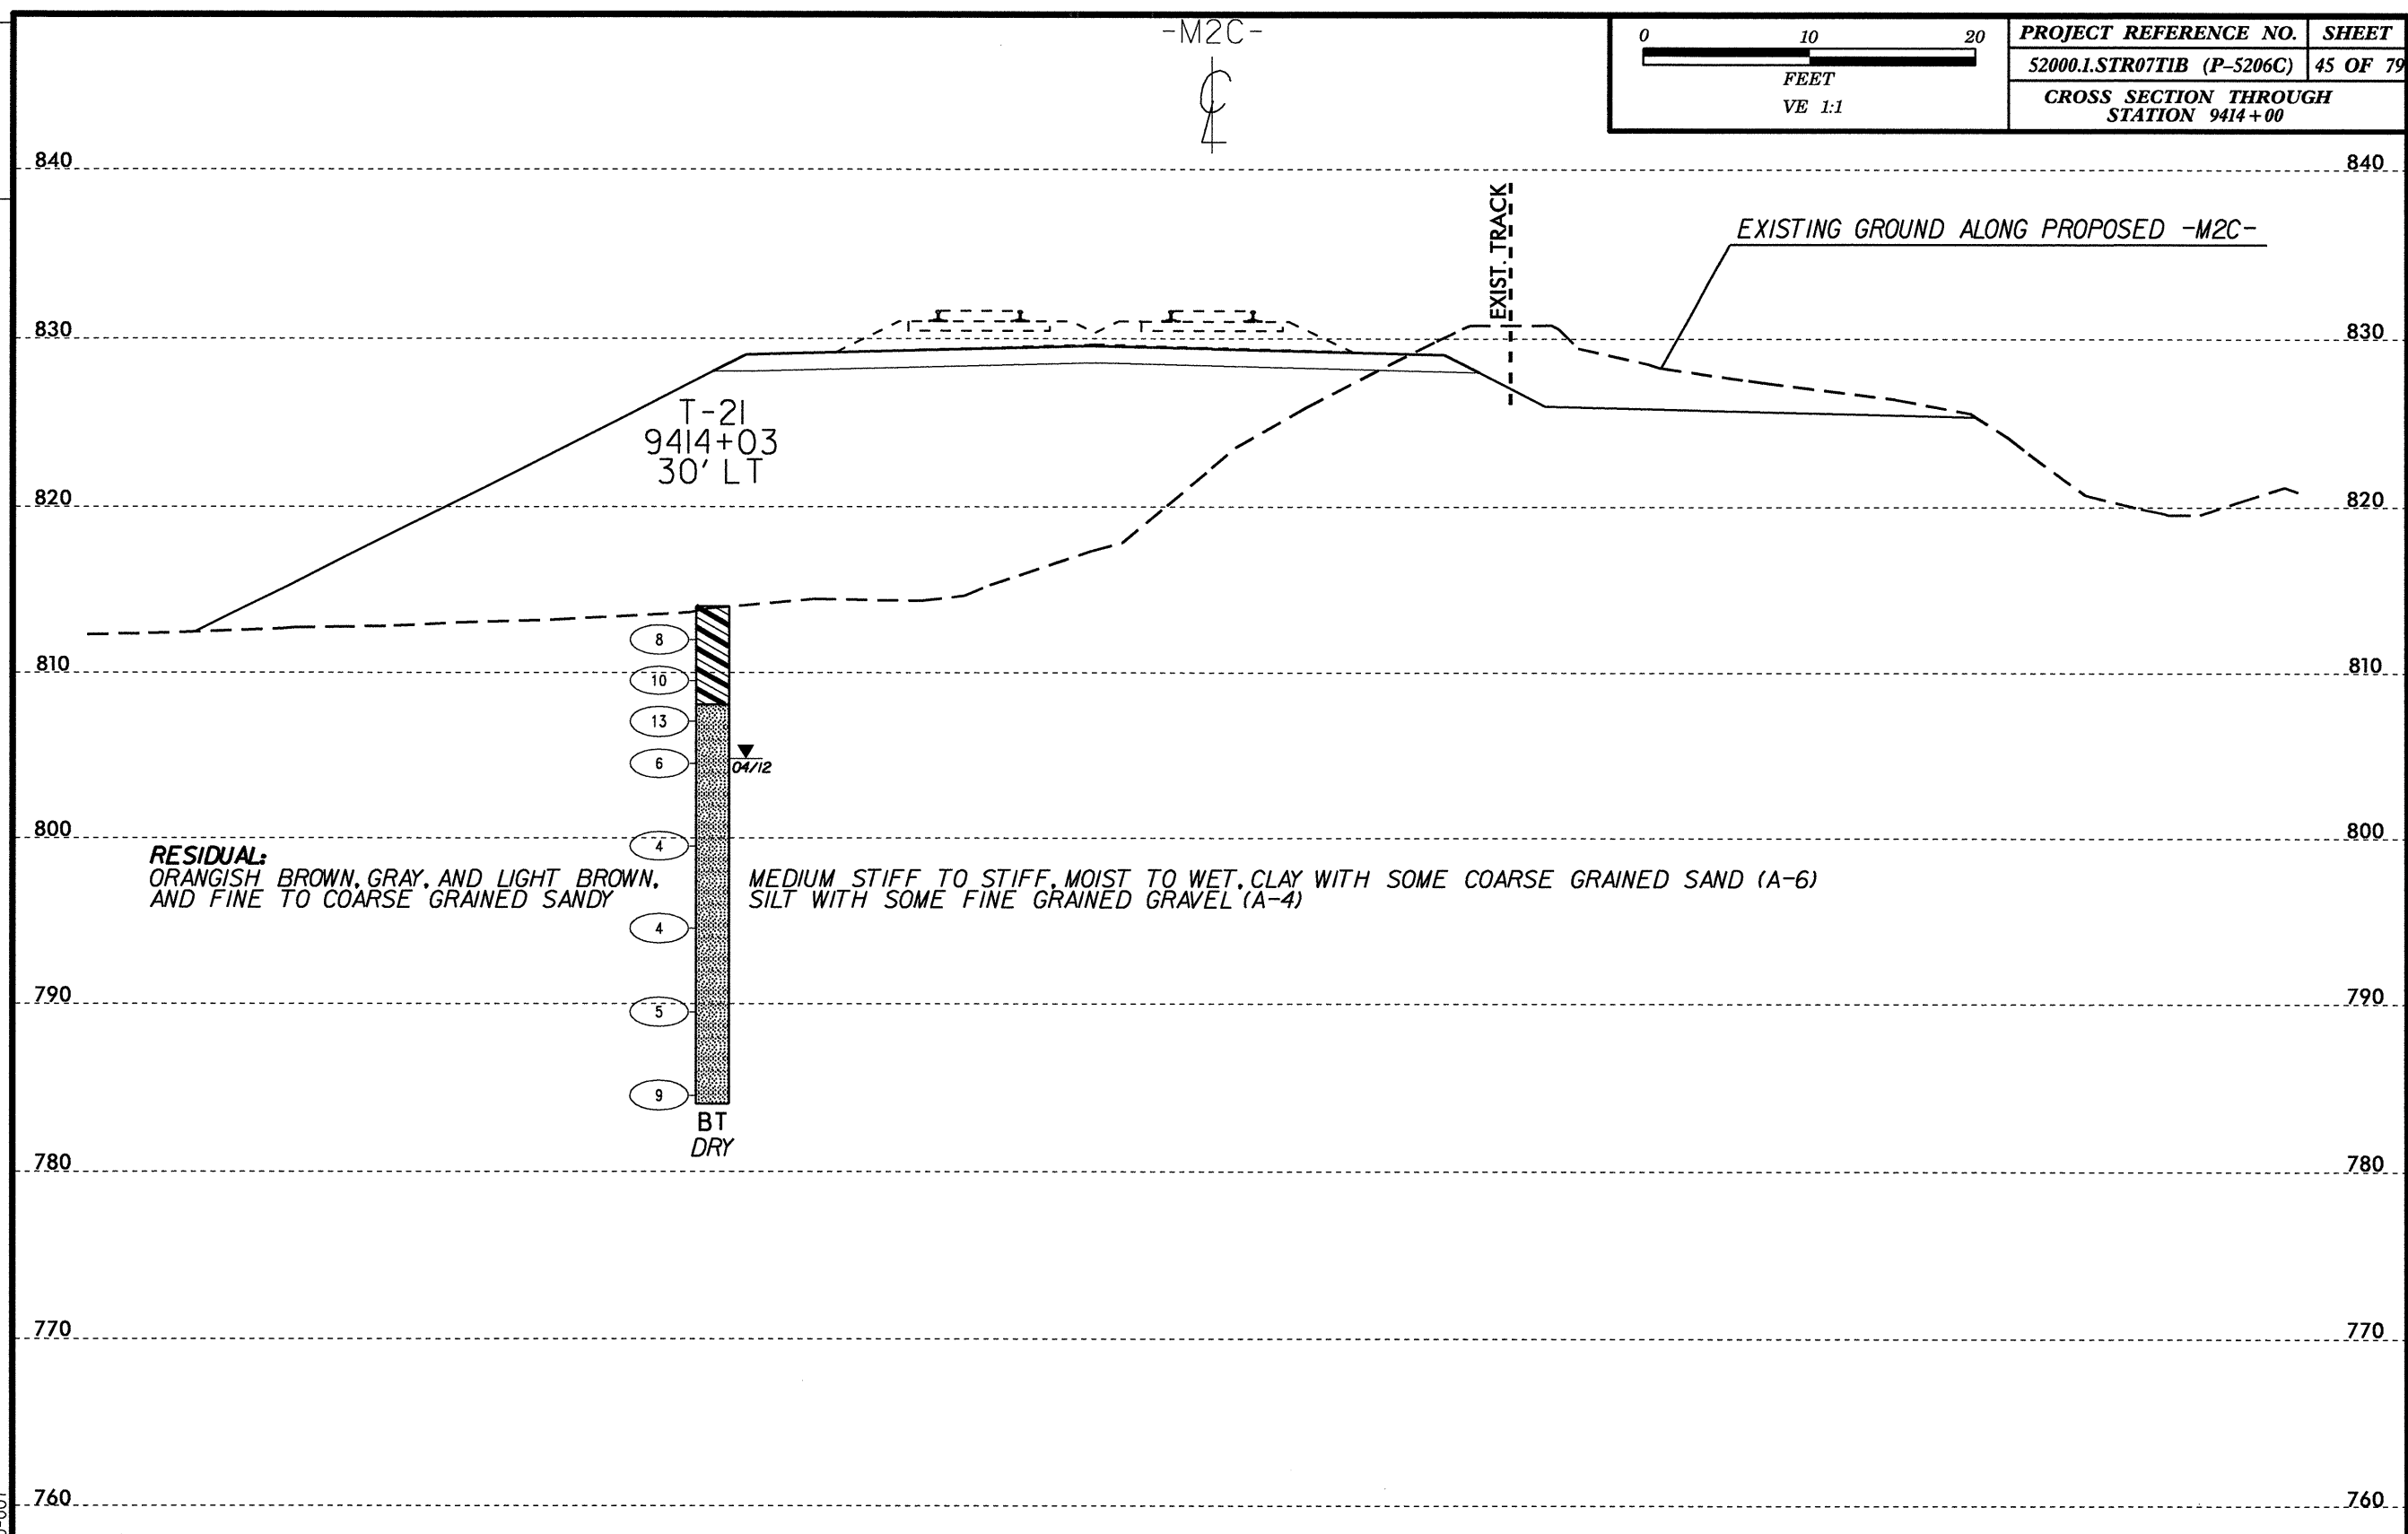 -M2C-
CL
0 10 20
FEET
VE 1:1
PROJECT REFERENCE NO. SHEET
52000.1.STR07T1B (P-5206C) 45 OF 79
CROSS SECTION THROUGH
STATION 9414+00
840 840
EXIST. TRACK
EXISTING GROUND ALONG PROPOSED -M2C-
830 830
T-21
9414+03
30' LT
820 820
8
810 810
10
13
6
04/12
800 800
4
RESIDUAL:
ORANGISH BROWN, GRAY, AND LIGHT BROWN, MEDIUM STIFF TO STIFF, MOIST TO WET, CLAY WITH SOME COARSE GRAINED SAND (A-6)
AND FINE TO COARSE GRAINED SANDY SILT WITH SOME FINE GRAINED GRAVEL (A-4)
4
790 790
5
9
BT
DRY
780 780
770 770
760 760